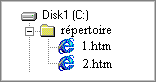 Disk1 (C:)
répertoire
1.htm
2.htm